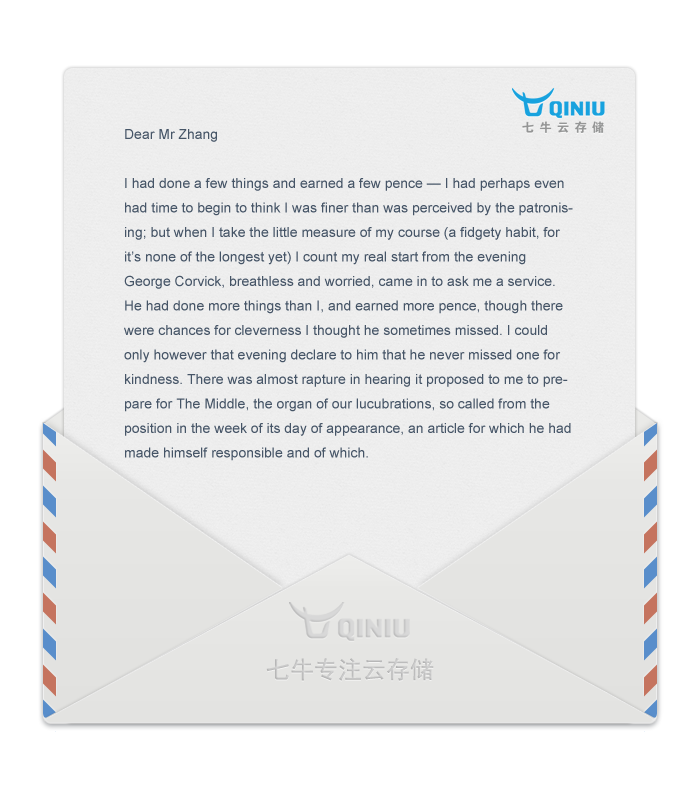 QINIU
七牛云存储
Dear Mr Zhang
I had done a few things and earned a few pence — I had perhaps even
had time to begin to think I was finer than was perceived by the patronis-
ing; but when I take the little measure of my course (a fidgety habit, for
it’s none of the longest yet) I count my real start from the evening
George Corvick, breathless and worried, came in to ask me a service.
He had done more things than I, and earned more pence, though there
were chances for cleverness I thought he sometimes missed. I could
only however that evening declare to him that he never missed one for
kindness. There was almost rapture in hearing it proposed to me to pre-
pare for The Middle, the organ of our lucubrations, so called from the
position in the week of its day of appearance, an article for which he had
made himself responsible and of which.
QINIU
七牛专注云存储